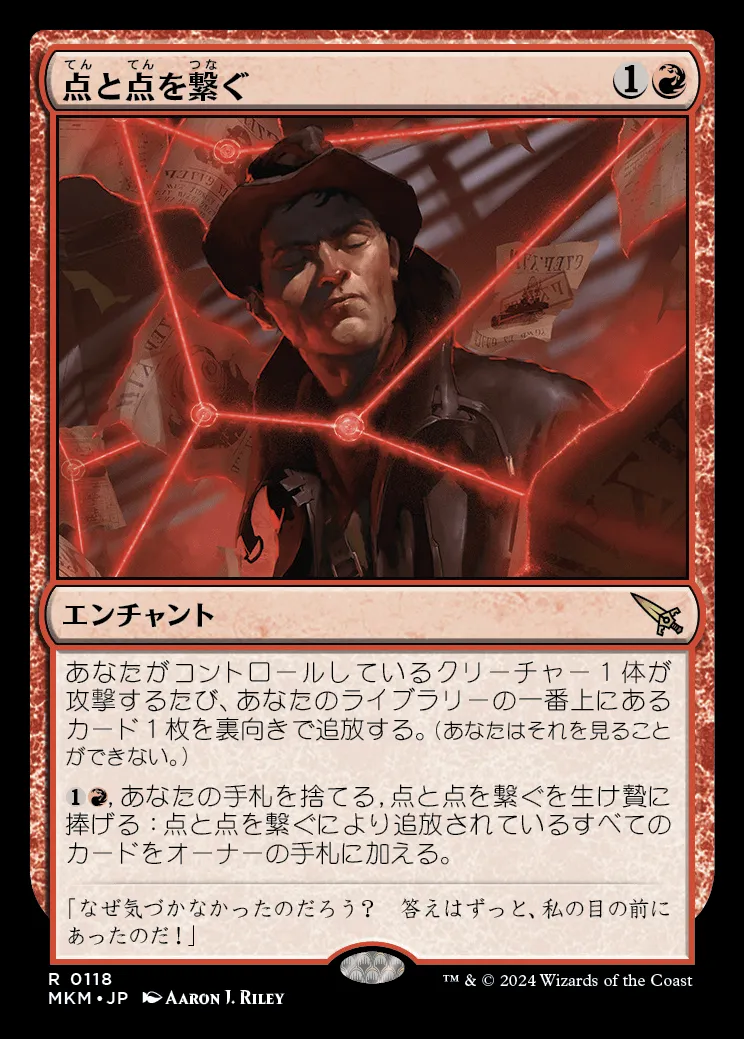 点と点を繋ぐ
1
エンチャント
あなたがコントロールしているクリーチャー1体が
攻撃するたび、あなたのライブラリーの一番上にある
カード1枚を裏向きで追放する。(あなたはそれを見ること
ができない。)
1, あなたの手札を捨てる, 点と点を繋ぐを生け贄に
捧げる:点と点を繋ぐにより追放されているすべての
カードをオーナーの手札に加える。
「なぜ気づかなかったのだろう? 答えはずっと、私の目の前に
あったのだ!」
R 0118
MKM • JP AARON J. RILEY
™ & © 2024 Wizards of the Coast